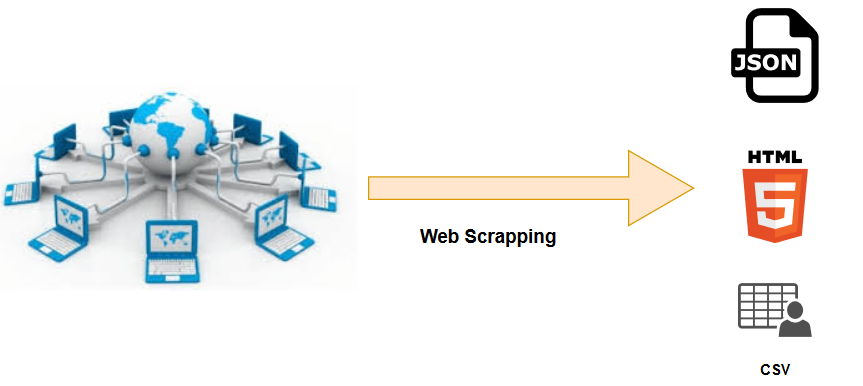 JSON
HTML
5
Web Scrapping
CSV